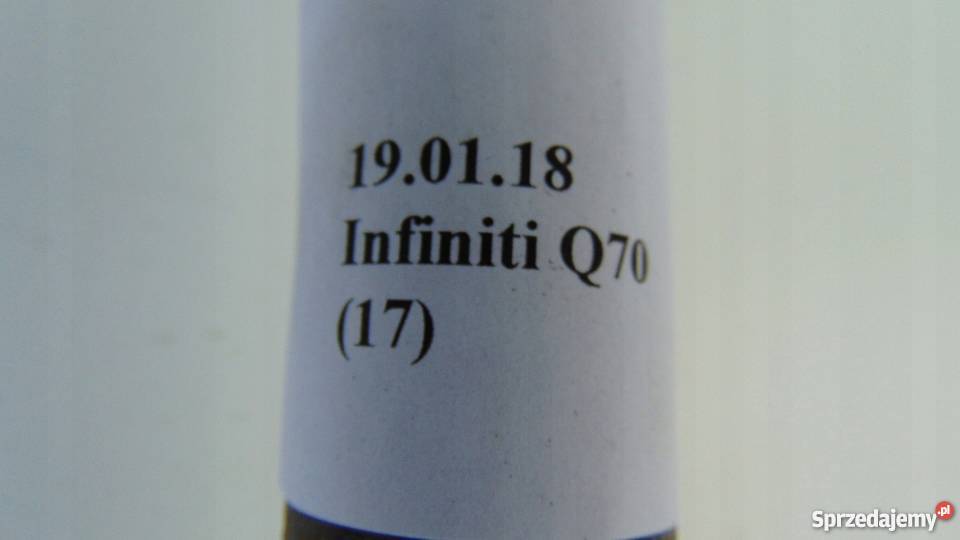 19.01.18
Infiniti Q70
(17)
Sprzedajemy.pl